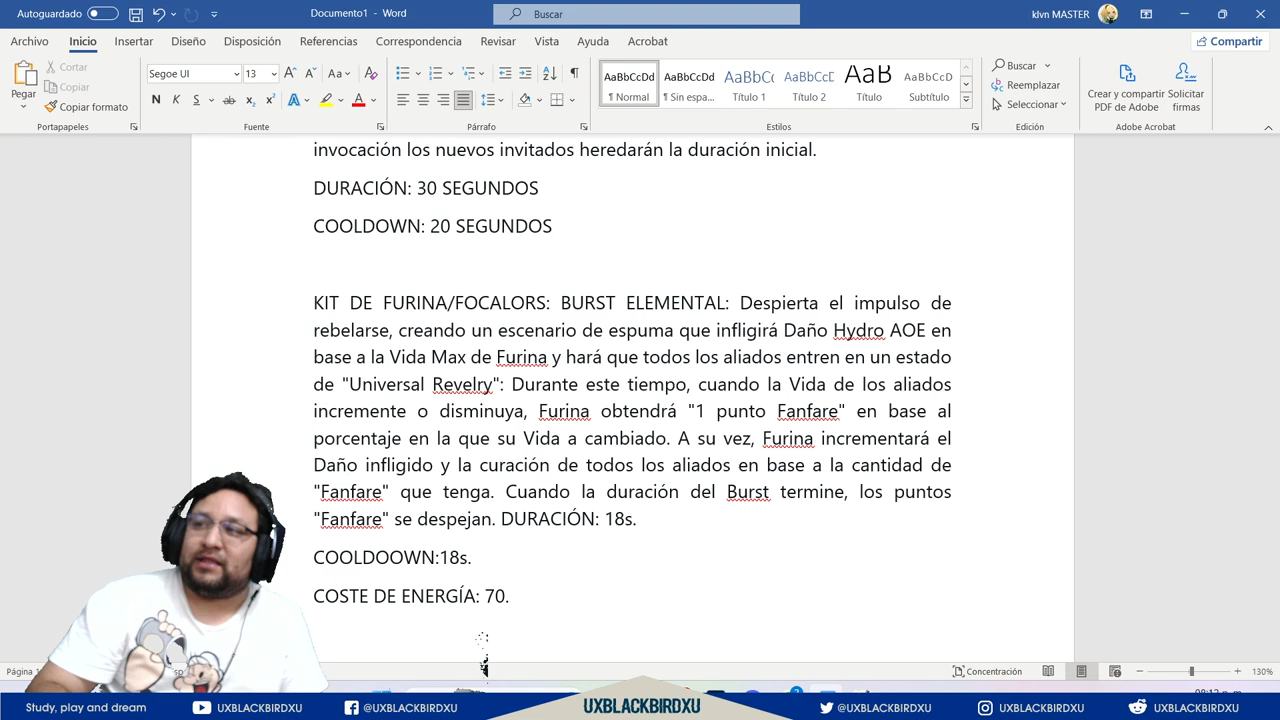 Autoguardado
Documento1 - Word
Buscar
klvn MASTER
Archivo Inicio Insertar Diseño Disposición Referencias Correspondencia Revisar Vista Ayuda Acrobat
Compartir
Pegar
Cortar
Copiar
Copiar formato
Portapapeles
Segoe UI 13
N K S ab x₂ x² A A
Fuente
Párrafo
AaBbCcDd AaBbCcDd AaBbCc AaBbCcD AaB AaBbCcD
¶ Normal ¶ Sin espa... Título 1 Título 2 Título Subtítulo
Estilos
Buscar
Reemplazar
Seleccionar
Edición
Crear y compartir PDF de Adobe
Solicitar firmas
Adobe Acrobat
invocación los nuevos invitados heredarán la duración inicial.
DURACIÓN: 30 SEGUNDOS
COOLDOWN: 20 SEGUNDOS
KIT DE FURINA/FOCALORS: BURST ELEMENTAL: Despierta el impulso de
rebelarse, creando un escenario de espuma que infligirá Daño Hydro AOE en
base a la Vida Max de Furina y hará que todos los aliados entren en un estado
de "Universal Revelry": Durante este tiempo, cuando la Vida de los aliados
incremente o disminuya, Furina obtendrá "1 punto Fanfare" en base al
porcentaje en la que su Vida a cambiado. A su vez, Furina incrementará el
Daño infligido y la curación de todos los aliados en base a la cantidad de
"Fanfare" que tenga. Cuando la duración del Burst termine, los puntos
"Fanfare" se despejan. DURACIÓN: 18s.
COOLDOOWN:18s.
COSTE DE ENERGÍA: 70.
Página 1
Concentración
130%
Study, play and dream
UXBLACKBIRDXU
@UXBLACKBIRDXU
UXBLACKBIRDXU
@UXBLACKBIRDXU
UXBLACKBIRDXU
UXBLACKBIRDXU